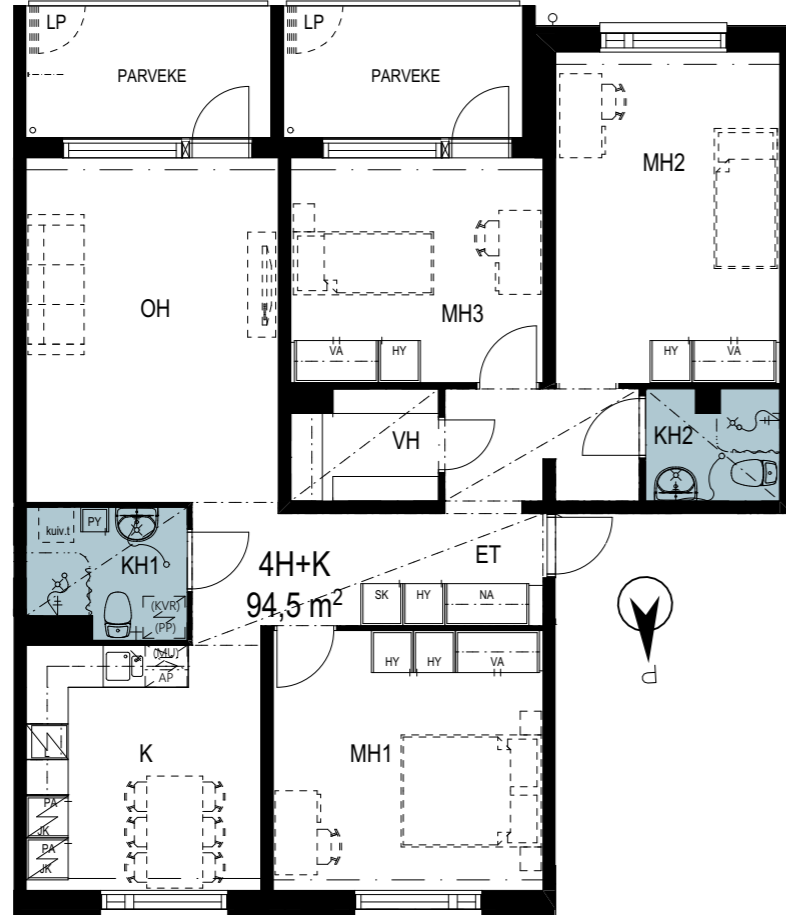 LP
LP
PARVEKE
PARVEKE
MH2
OH
MH3
VA
HY
HY
VA
VH
KH2
PY
kuiv.t
KH1
4H+K
94,5 m²
ET
SK
HY
NA
(KVR)
(PP)
(MU)
AP
HY
HY
VA
P
K
MH1
PA
JK
PA
JK